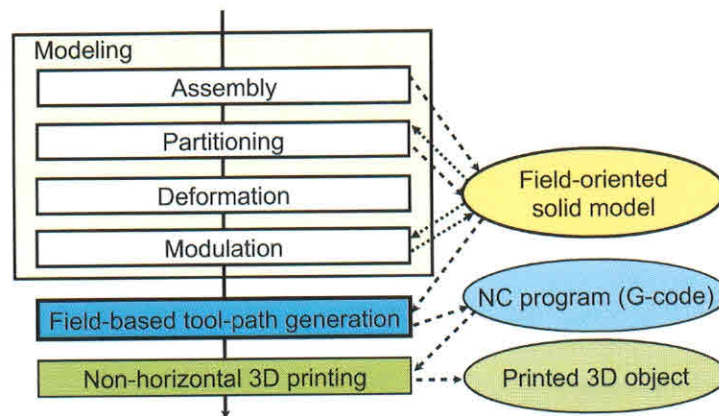 Modeling
Assembly
Partitioning
Deformation
Modulation
Field-oriented
solid model
Field-based tool-path generation
NC program (G-code)
Non-horizontal 3D printing
Printed 3D object